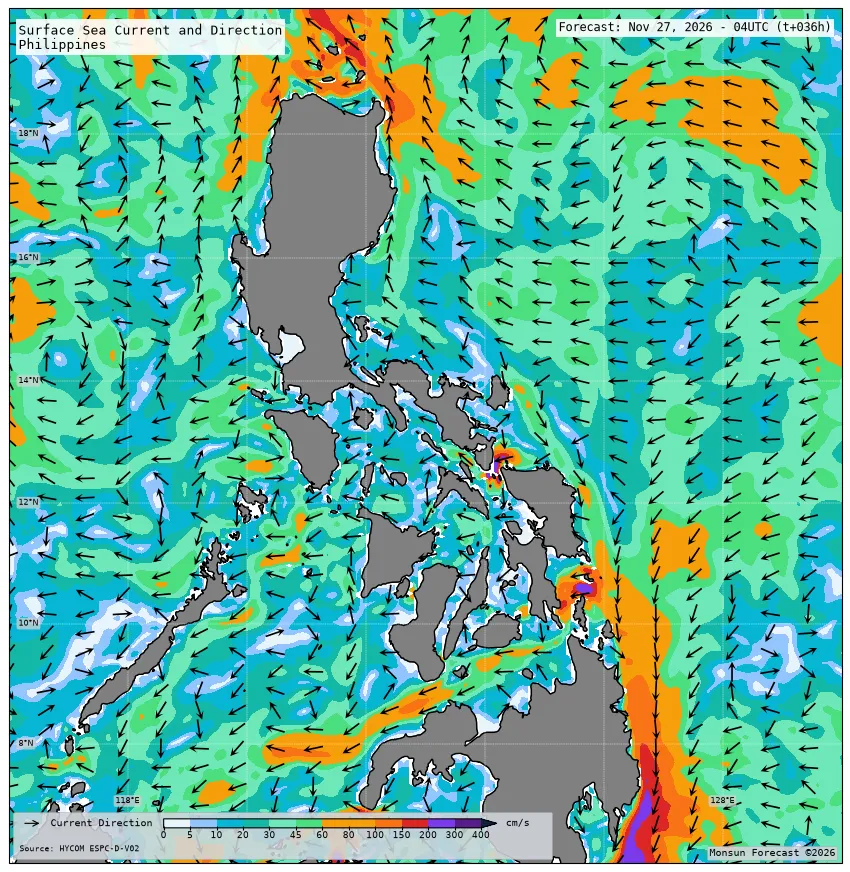 Surface Sea Current and Direction
Philippines
Forecast: Nov 27, 2026 - 04UTC (t+036h)
18°N
16°N
14°N
12°N
10°N
8°N
118°E
128°E
Current Direction
0 5 10 20 30 45 60 80 100 150 200 300 400
cm/s
Source: HYCOM ESPC-D-V02
Monsun Forecast ©2026